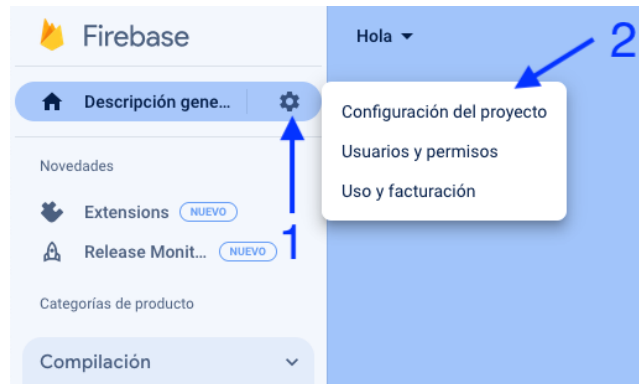 Firebase
Hola
2
Descripción gene...
Configuración del proyecto
Usuarios y permisos
Uso y facturación
Novedades
Extensions NUEVO
Release Monit... NUEVO
1
Categorías de producto
Compilación